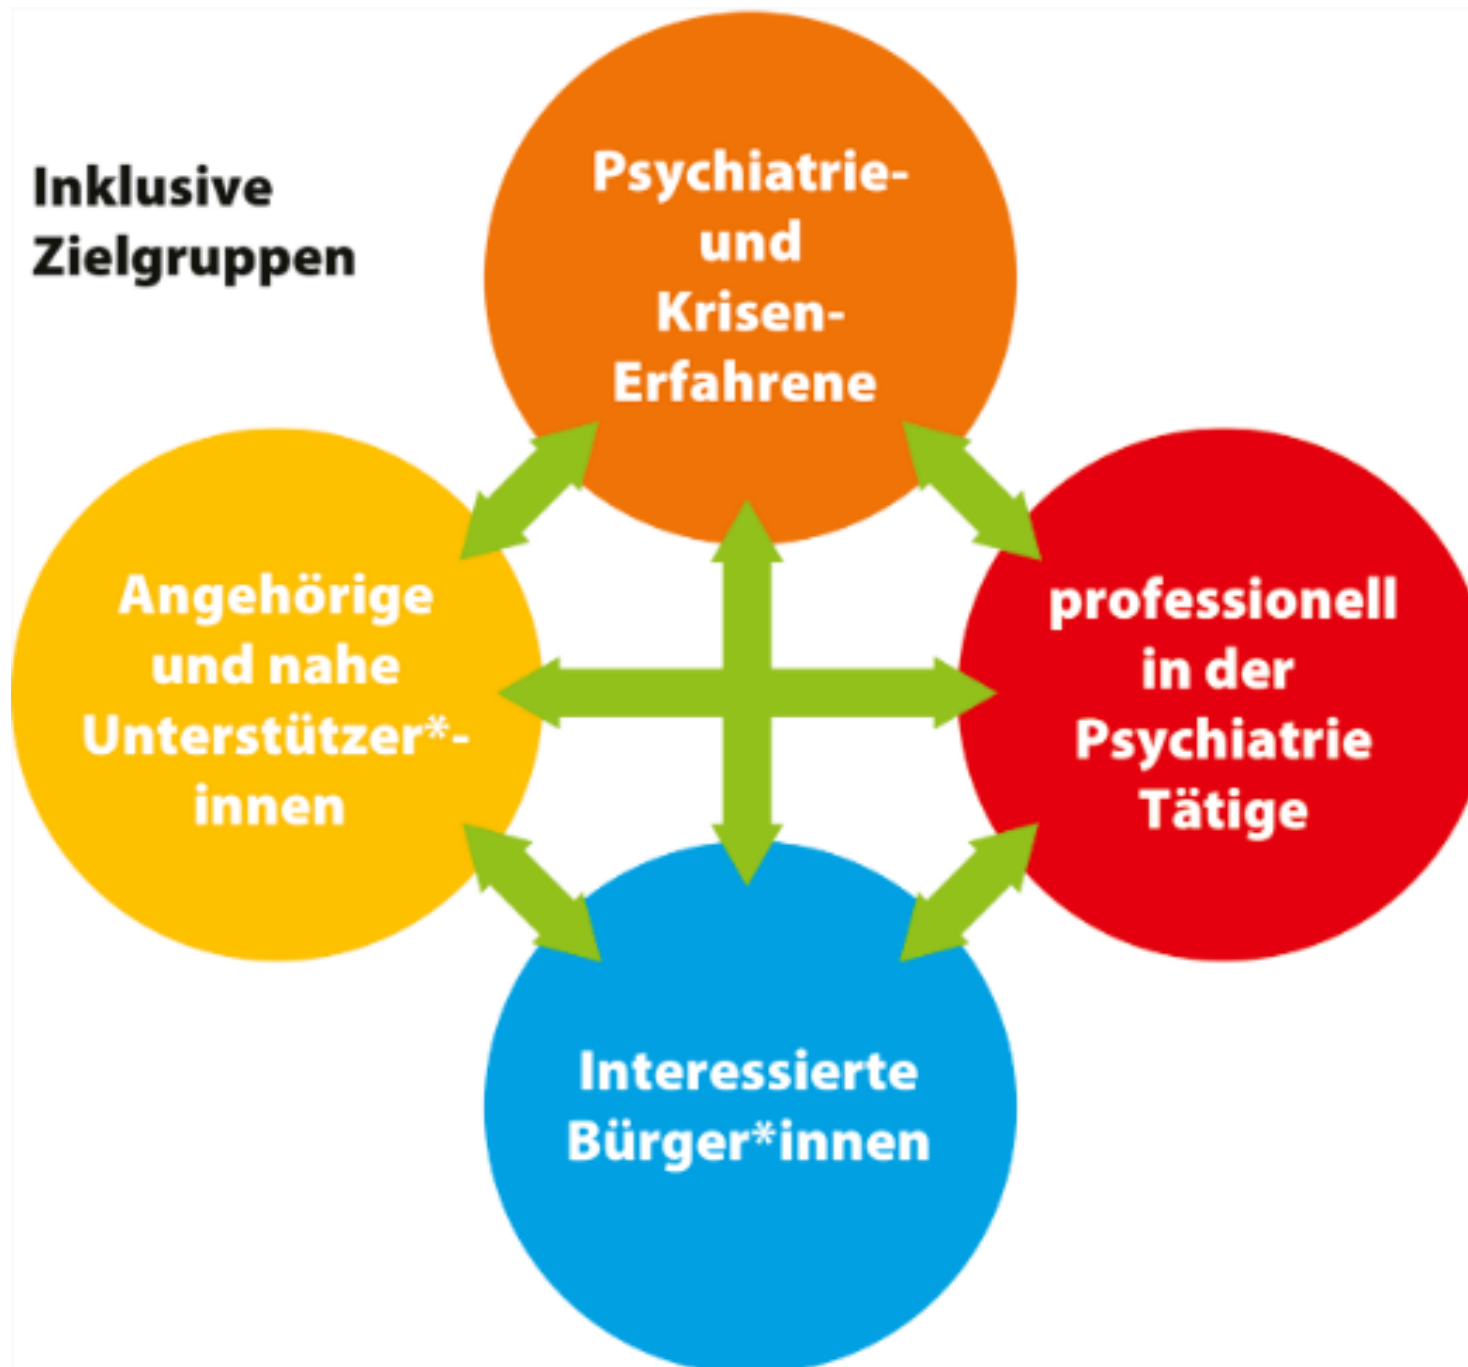 Inklusive
Zielgruppen
Psychiatrie-
und
Krisen-
Erfahrene
Angehörige
und nahe
Unterstützer*-
innen
professionell
in der
Psychiatrie
Tätige
Interessierte
Bürger*innen